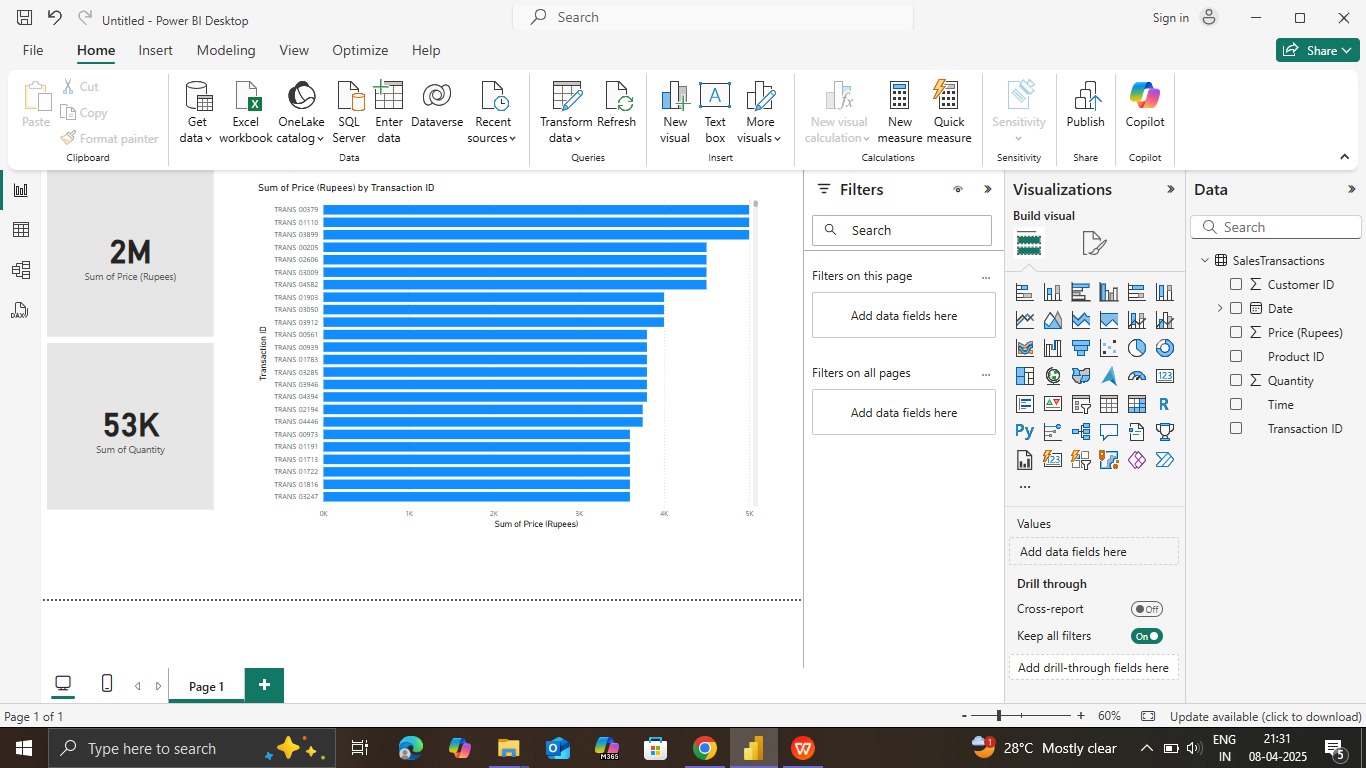 Untitled - Power BI Desktop
Search
Sign in
File Home Insert Modeling View Optimize Help
Share
Paste
Cut
Copy
Format painter
Clipboard
Get data
Excel workbook
OneLake catalog
SQL Server
Enter data
Dataverse
Recent sources
Data
Transform data
Refresh
Queries
New visual
Text box
More visuals
Insert
New visual calculation
New measure
Quick measure
Calculations
Sensitivity
Sensitivity
Publish
Share
Copilot
Copilot
2M
Sum of Price (Rupees)
53K
Sum of Quantity
Sum of Price (Rupees) by Transaction ID
Transaction ID
TRANS 00379
TRANS 01110
TRANS 03899
TRANS 00205
TRANS 02606
TRANS 03009
TRANS 04582
TRANS 01903
TRANS 03050
TRANS 03912
TRANS 00561
TRANS 00939
TRANS 01783
TRANS 03285
TRANS 03946
TRANS 04394
TRANS 02194
TRANS 04446
TRANS 00973
TRANS 01191
TRANS 01713
TRANS 01722
TRANS 01816
TRANS 03247
0K 1K 2K 3K 4K 5K
Sum of Price (Rupees)
Filters
Search
Filters on this page
Add data fields here
Filters on all pages
Add data fields here
Visualizations
Build visual
123
R
Py
123
Values
Add data fields here
Drill through
Cross-report Off
Keep all filters On
Add drill-through fields here
Data
Search
SalesTransactions
Customer ID
Date
Price (Rupees)
Product ID
Quantity
Time
Transaction ID
DAX
Page 1
Page 1 of 1
- + 60%
Update available (click to download)
Type here to search
M365
1
28°C Mostly clear
ENG
IN
21:31
08-04-2025
5